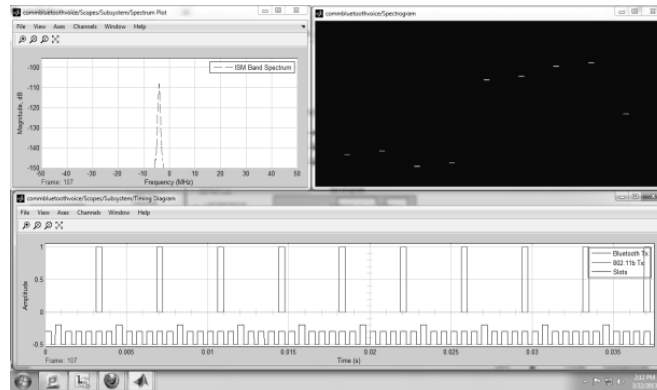 commbluetoothvoice/Scopes/Subsystem/Spectrum Plot
File View Axes Channels Window Help
ISM Band Spectrum
-100
-110
-120
-130
-140
-150
Magnitude, dB
-50 -40 -30 -20 -10 0 10 20 30 40 50
Frame: 107
Frequency (MHz)
commbluetoothvoice/Spectrogram
commbluetoothvoice/Scopes/Subsystem/Timing Diagram
File View Axes Channels Window Help
Bluetooth Tx
802.11b Tx
Slots
1
0.5
0
-0.5
Amplitude
0 0.005 0.01 0.015 0.02 0.025 0.03 0.035
Frame: 107
Time (s)
2:12 PM